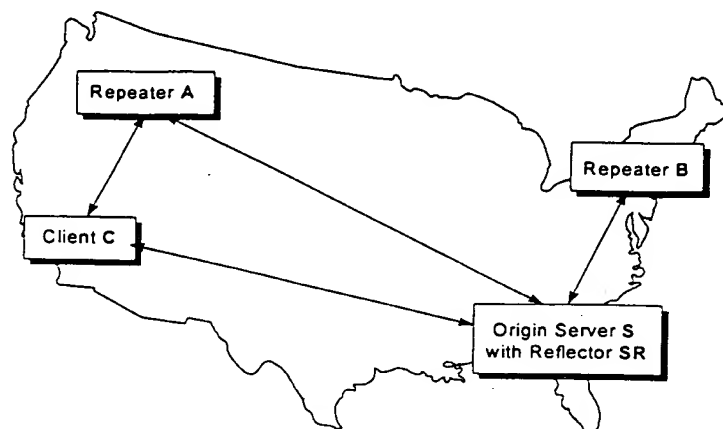 Repeater A
Repeater B
Client C
Origin Server S
with Reflector SR